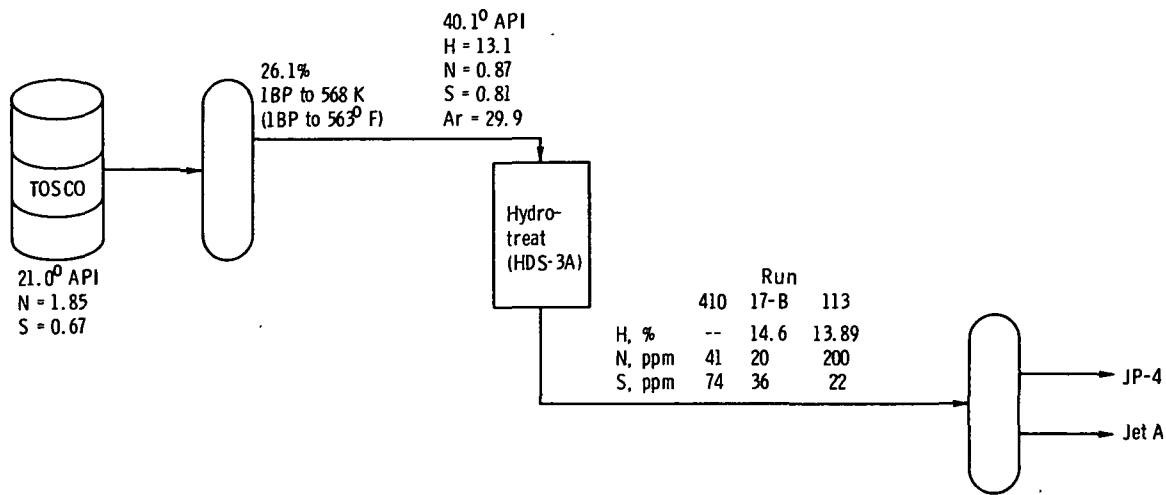 TOSCO
21.0⁰ API
N = 1.85
S = 0.67
26.1%
1BP to 568 K
(1BP to 563⁰ F)
40.1⁰ API
H = 13.1
N = 0.87
S = 0.81
Ar = 29.9
Hydro-
treat
(HDS-3A)
Run
410 17-B 113
H, % -- 14.6 13.89
N, ppm 41 20 200
S, ppm 74 36 22
JP-4
Jet A